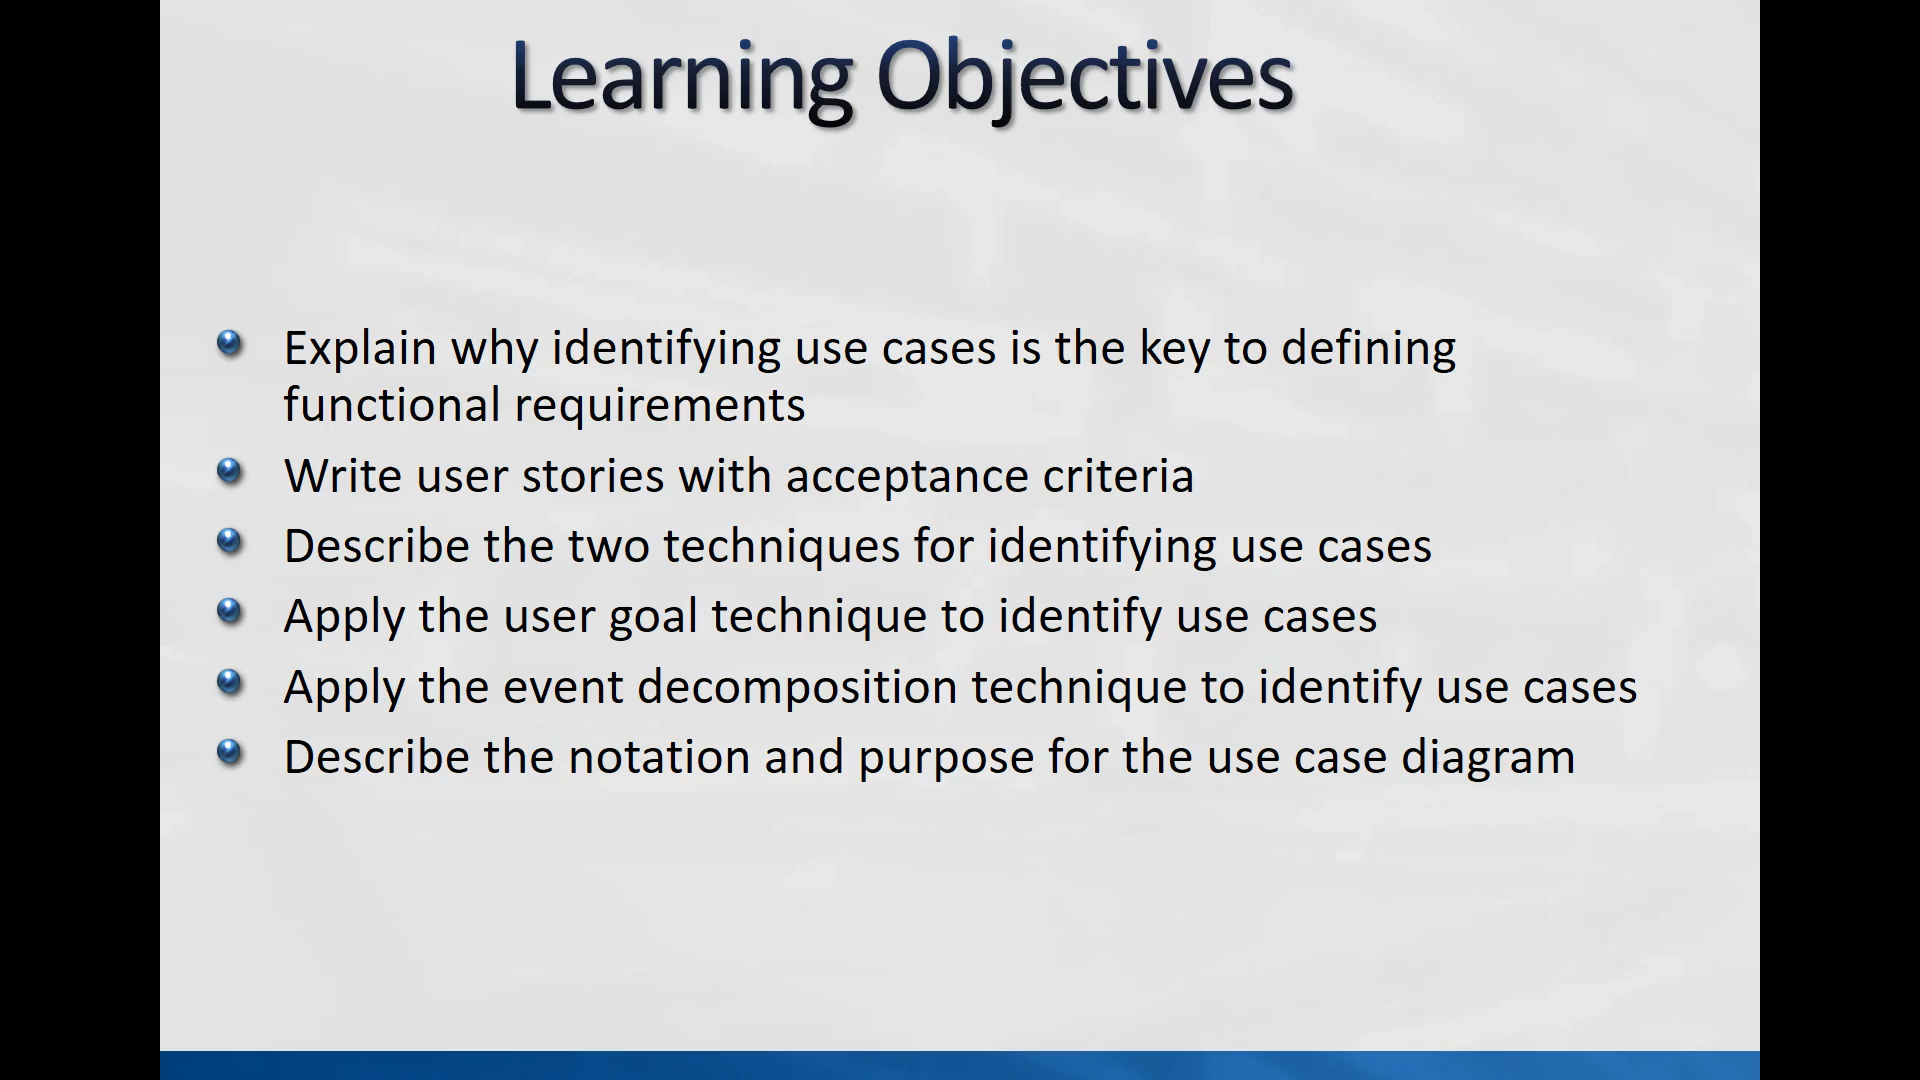 Learning Objectives
Explain why identifying use cases is the key to defining
functional requirements
Write user stories with acceptance criteria
Describe the two techniques for identifying use cases
Apply the user goal technique to identify use cases
Apply the event decomposition technique to identify use cases
Describe the notation and purpose for the use case diagram